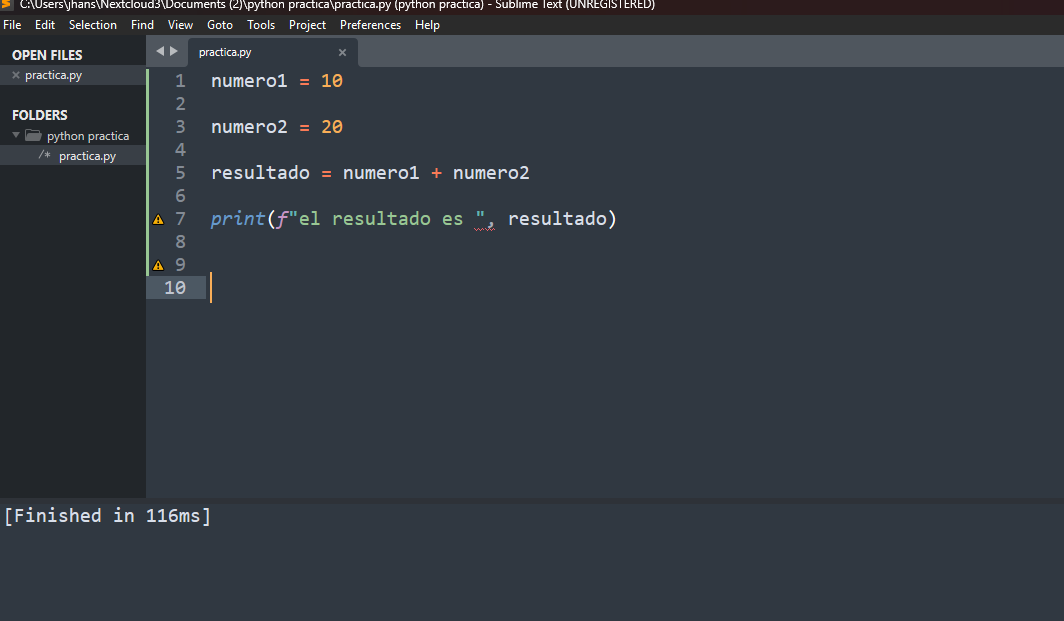 C:\Users\jhans\Nextcloud3\Documents (2)\python practica\practica.py (python practica) - Sublime Text (UNREGISTERED)
File Edit Selection Find View Goto Tools Project Preferences Help
OPEN FILES
practica.py
FOLDERS
python practica
/* practica.py
practica.py
1 numero1 = 10
2
3 numero2 = 20
4
5 resultado = numero1 + numero2
6
7 print(f"el resultado es ", resultado)
8
9
10
[Finished in 116ms]